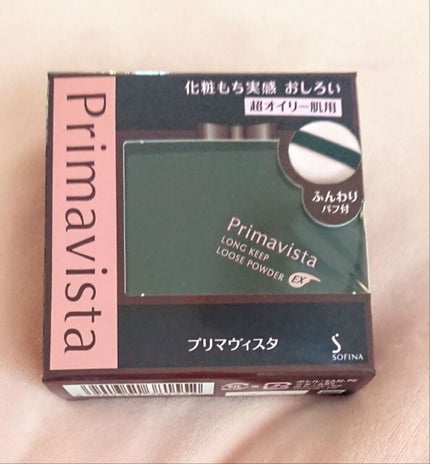 Primavista
化粧もち実感 おしろい
超オイリー肌用
ふんわり
パフ付
Primavista
LONG KEEP
LOOSE POWDER EX
プリマヴィスタ
SOFINA